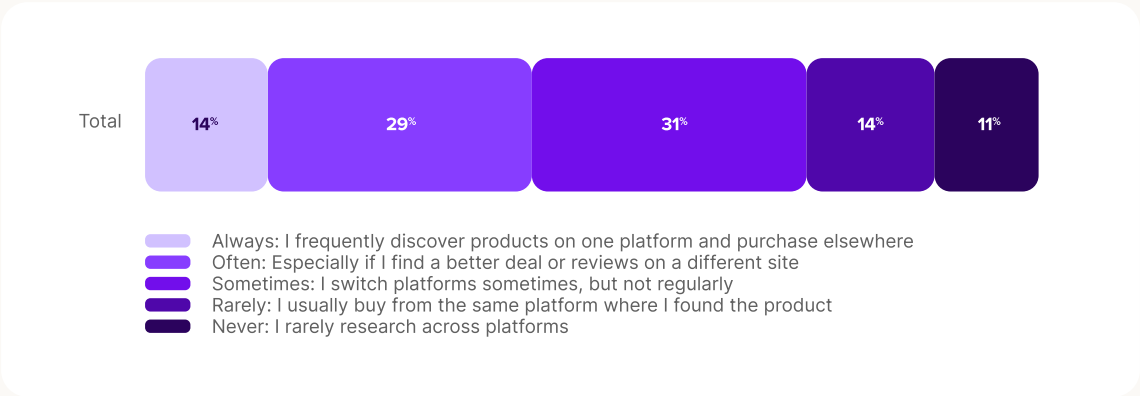 Total
14%
29%
31%
14%
11%
Always: I frequently discover products on one platform and purchase elsewhere
Often: Especially if I find a better deal or reviews on a different site
Sometimes: I switch platforms sometimes, but not regularly
Rarely: I usually buy from the same platform where I found the product
Never: I rarely research across platforms